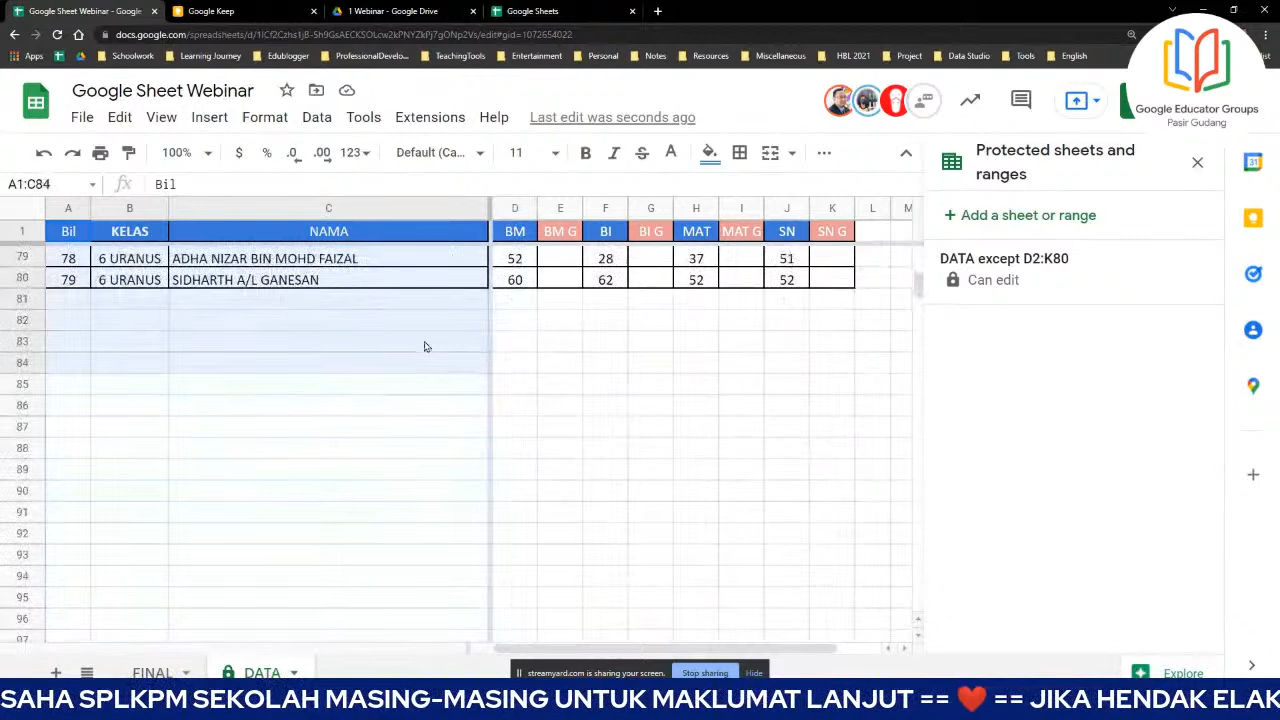 Google Sheet Webinar - Google
Google Keep
1 Webinar - Google Drive
Google Sheets
Apps
Schoolwork
Learning Journey
Edublogger
ProfessionalDevelo...
TeachingTools
Entertainment
Personal
Notes
Resources
Miscellaneous
HBL 2021
Project
Data Studio
Tools
English
Google Educator Groups
Pasir Gudang
Google Sheet Webinar
File Edit View Insert Format Data Tools Extensions Help Last edit was seconds ago
100% $ % .0 .00 123 Default (Ca... 11 B I S A
A1:C84 fx Bil
Protected sheets and
ranges
+ Add a sheet or range
DATA except D2:K80
Can edit
A B C D E F G H I J K L M
1 Bil KELAS NAMA BM BM G BI BI G MAT MAT G SN SN G
79 78 6 URANUS ADHA NIZAR BIN MOHD FAIZAL 52 28 37 51
80 79 6 URANUS SIDHARTH A/L GANESAN 60 62 52 52
81
82
83
84
85
86
87
88
89
90
91
92
93
94
95
96
97
FINAL
DATA
streamyard.com is sharing your screen.
Stop sharing
Hide
Explore
31
SAHA SPLKPM SEKOLAH MASING-MASING UNTUK MAKLUMAT LANJUT == ❤️ == JIKA HENDAK ELAK